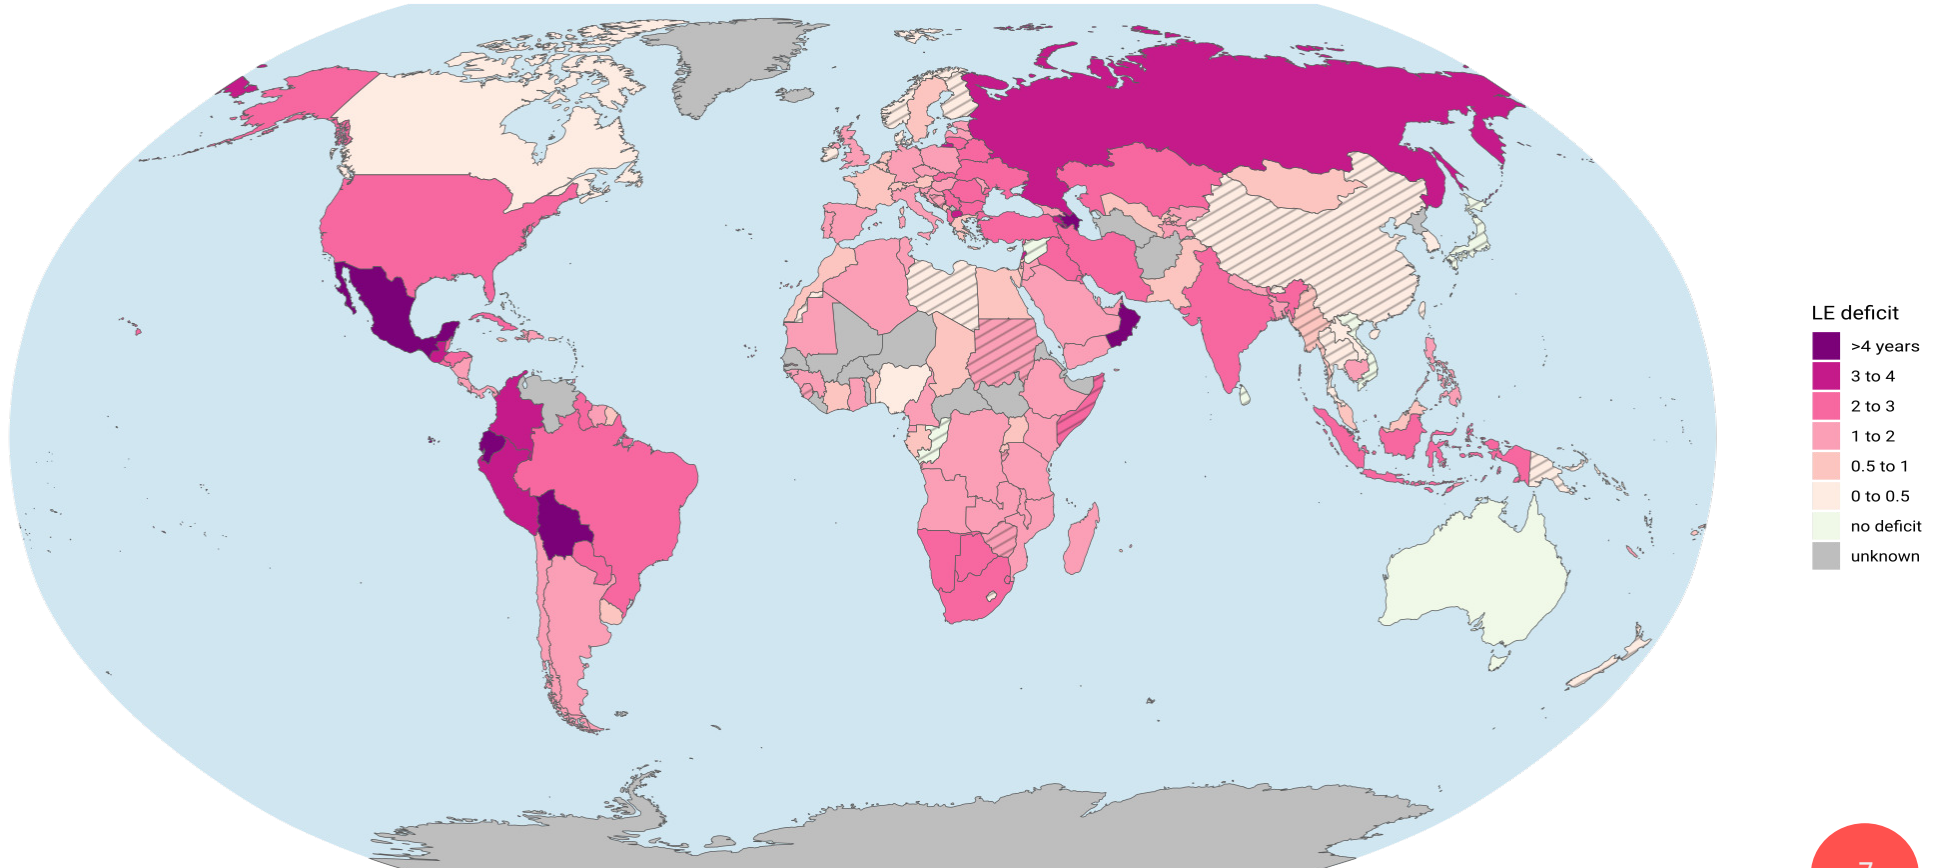 LE deficit
>4 years
3 to 4
2 to 3
1 to 2
0.5 to 1
0 to 0.5
no deficit
unknown